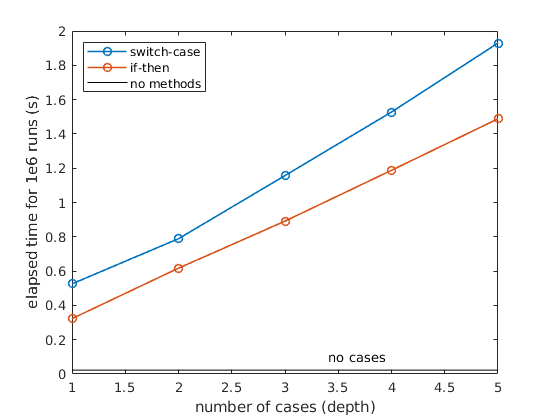 2
1.8
1.6
1.4
1.2
1
0.8
0.6
0.4
0.2
0
elapsed time for 1e6 runs (s)
switch-case
if-then
no methods
no cases
1 1.5 2 2.5 3 3.5 4 4.5 5
number of cases (depth)